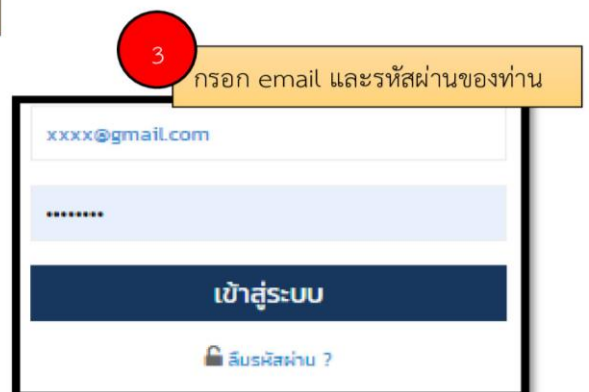 3
กรอก email และรหัสผ่านของท่าน
xxxx@gmail.com
••••••••
เข้าสู่ระบบ
ลืมรหัสผ่าน ?